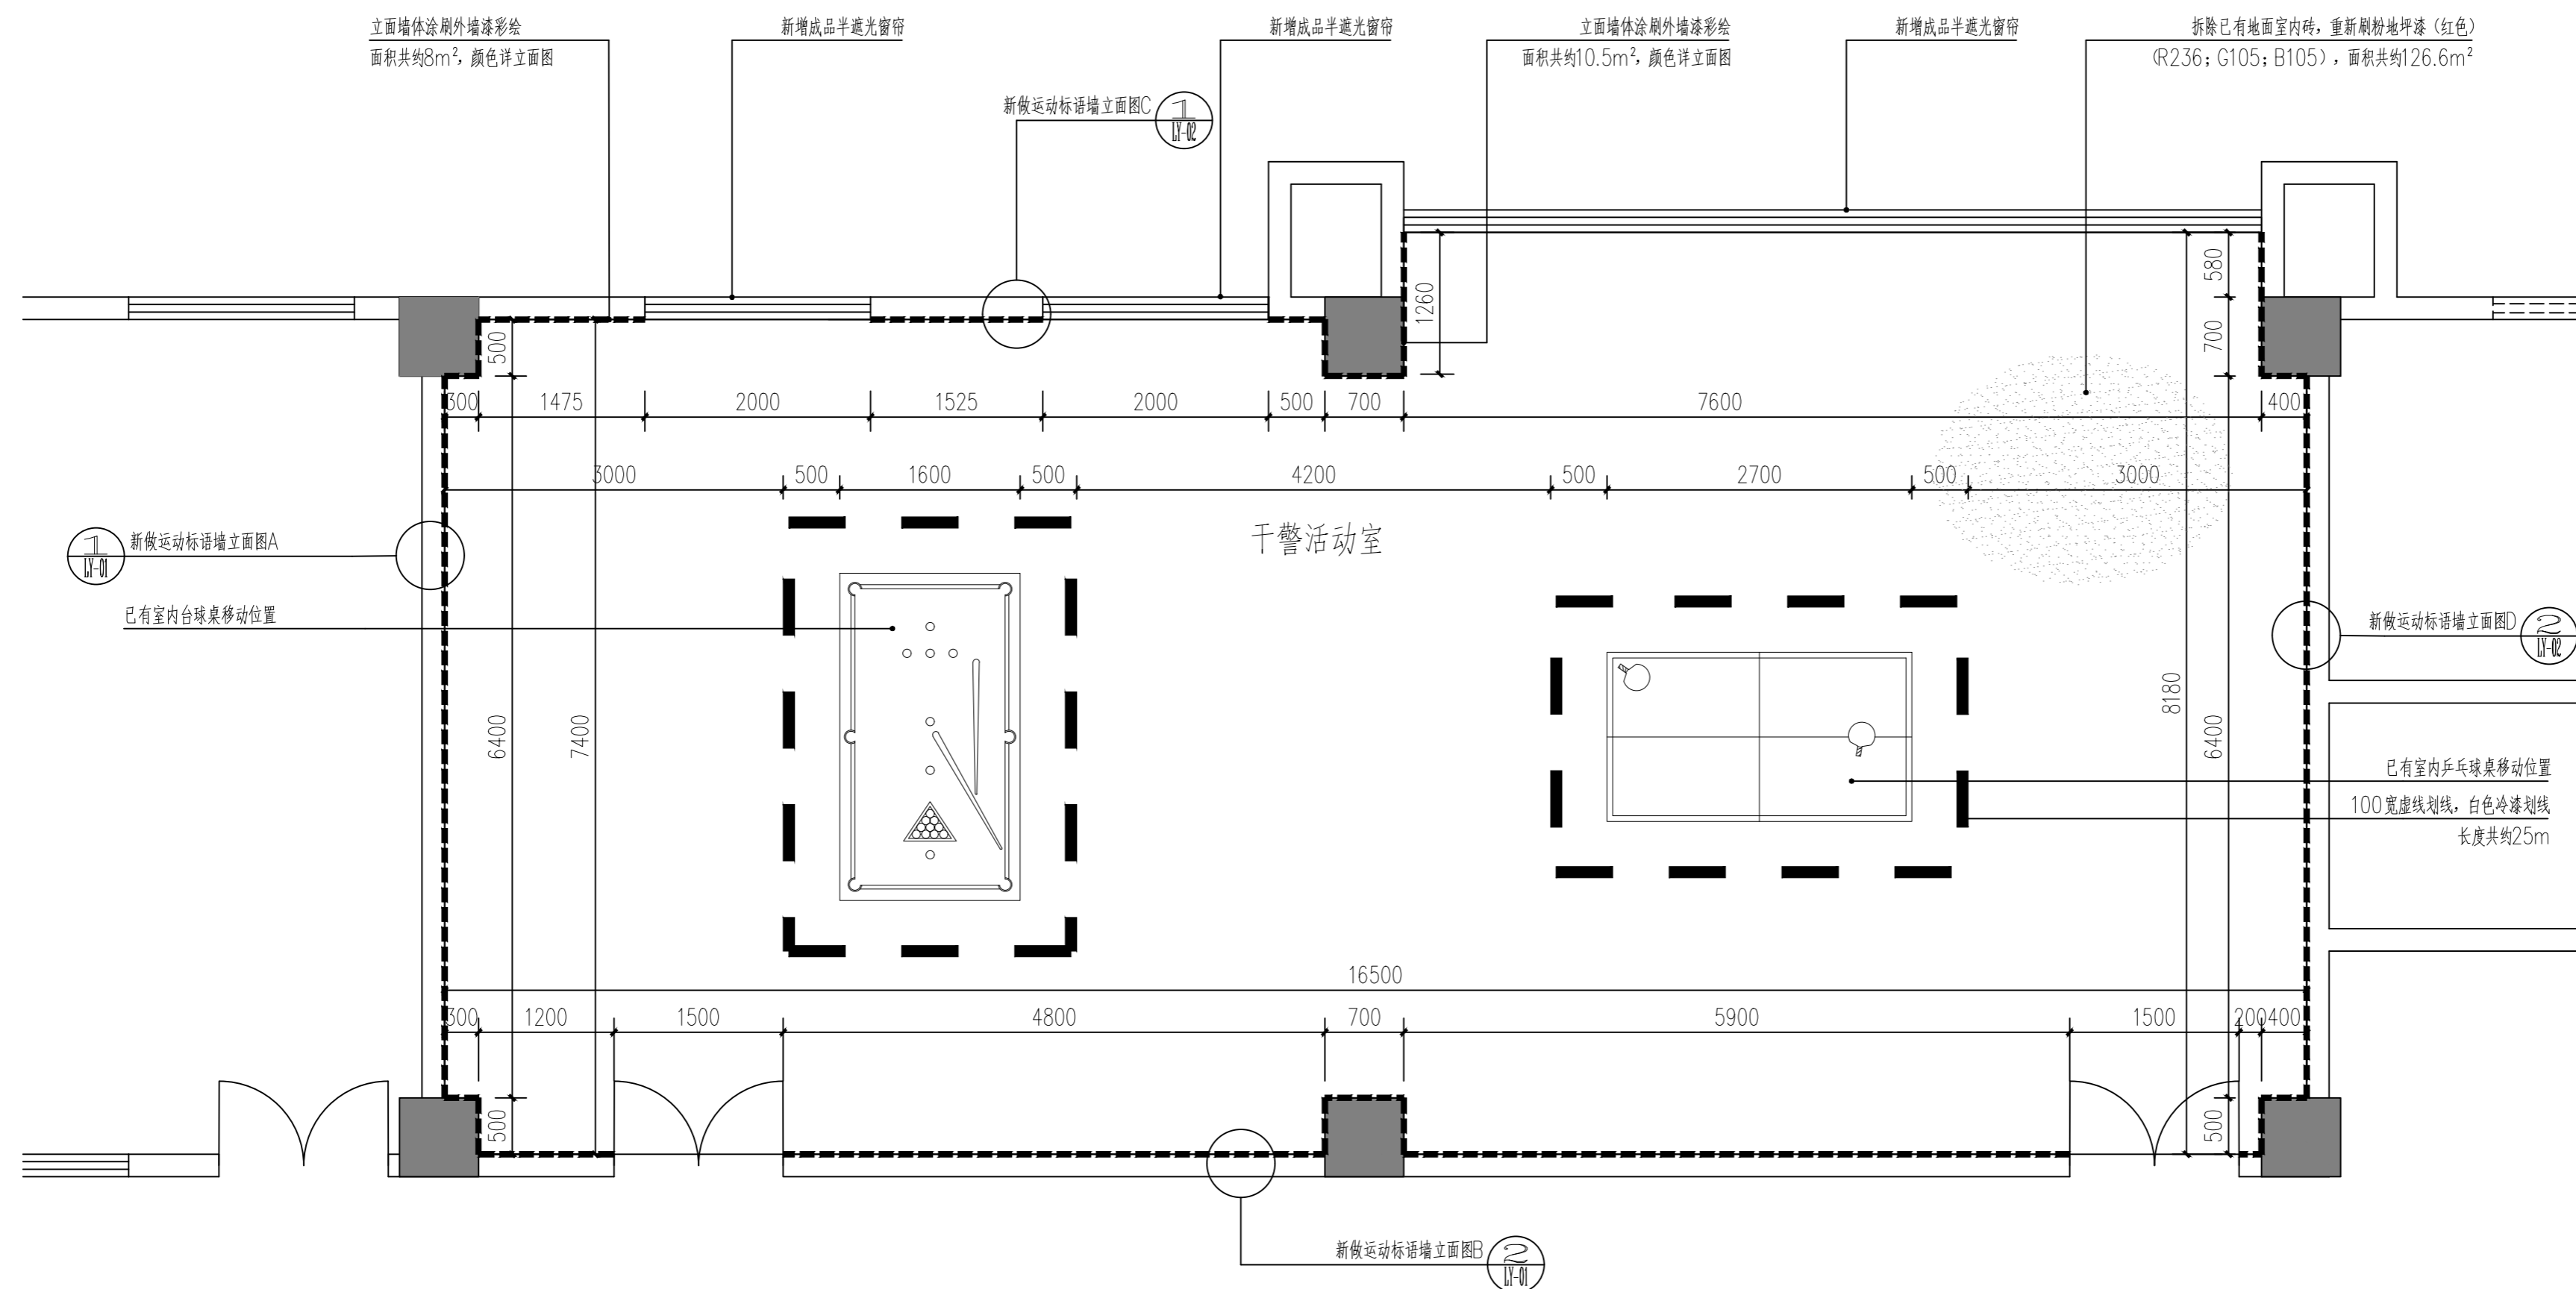 立面墙体涂刷外墙漆彩绘
面积共约8m²，颜色详立面图
新增成品半遮光窗帘
新增成品半遮光窗帘
立面墙体涂刷外墙漆彩绘
面积共约10.5m²，颜色详立面图
新增成品半遮光窗帘
拆除已有地面室内砖，重新刷粉地坪漆（红色）
（R236；G105；B105），面积共约126.6m²
新做运动标语墙立面图C
1
LY-02
1260
580
700
500
300
1475
2000
1525
2000
500
700
7600
400
3000
500
1600
500
4200
500
2700
500
3000
干警活动室
新做运动标语墙立面图A
1
LY-01
已有室内台球桌移动位置
新做运动标语墙立面图D
2
LY-02
6400
7400
8180
6400
已有室内乒乓球桌移动位置
100宽虚线划线，白色冷漆划线
长度共约25m
16500
300
1200
1500
4800
700
5900
1500
200
400
500
500
新做运动标语墙立面图B
2
LY-01